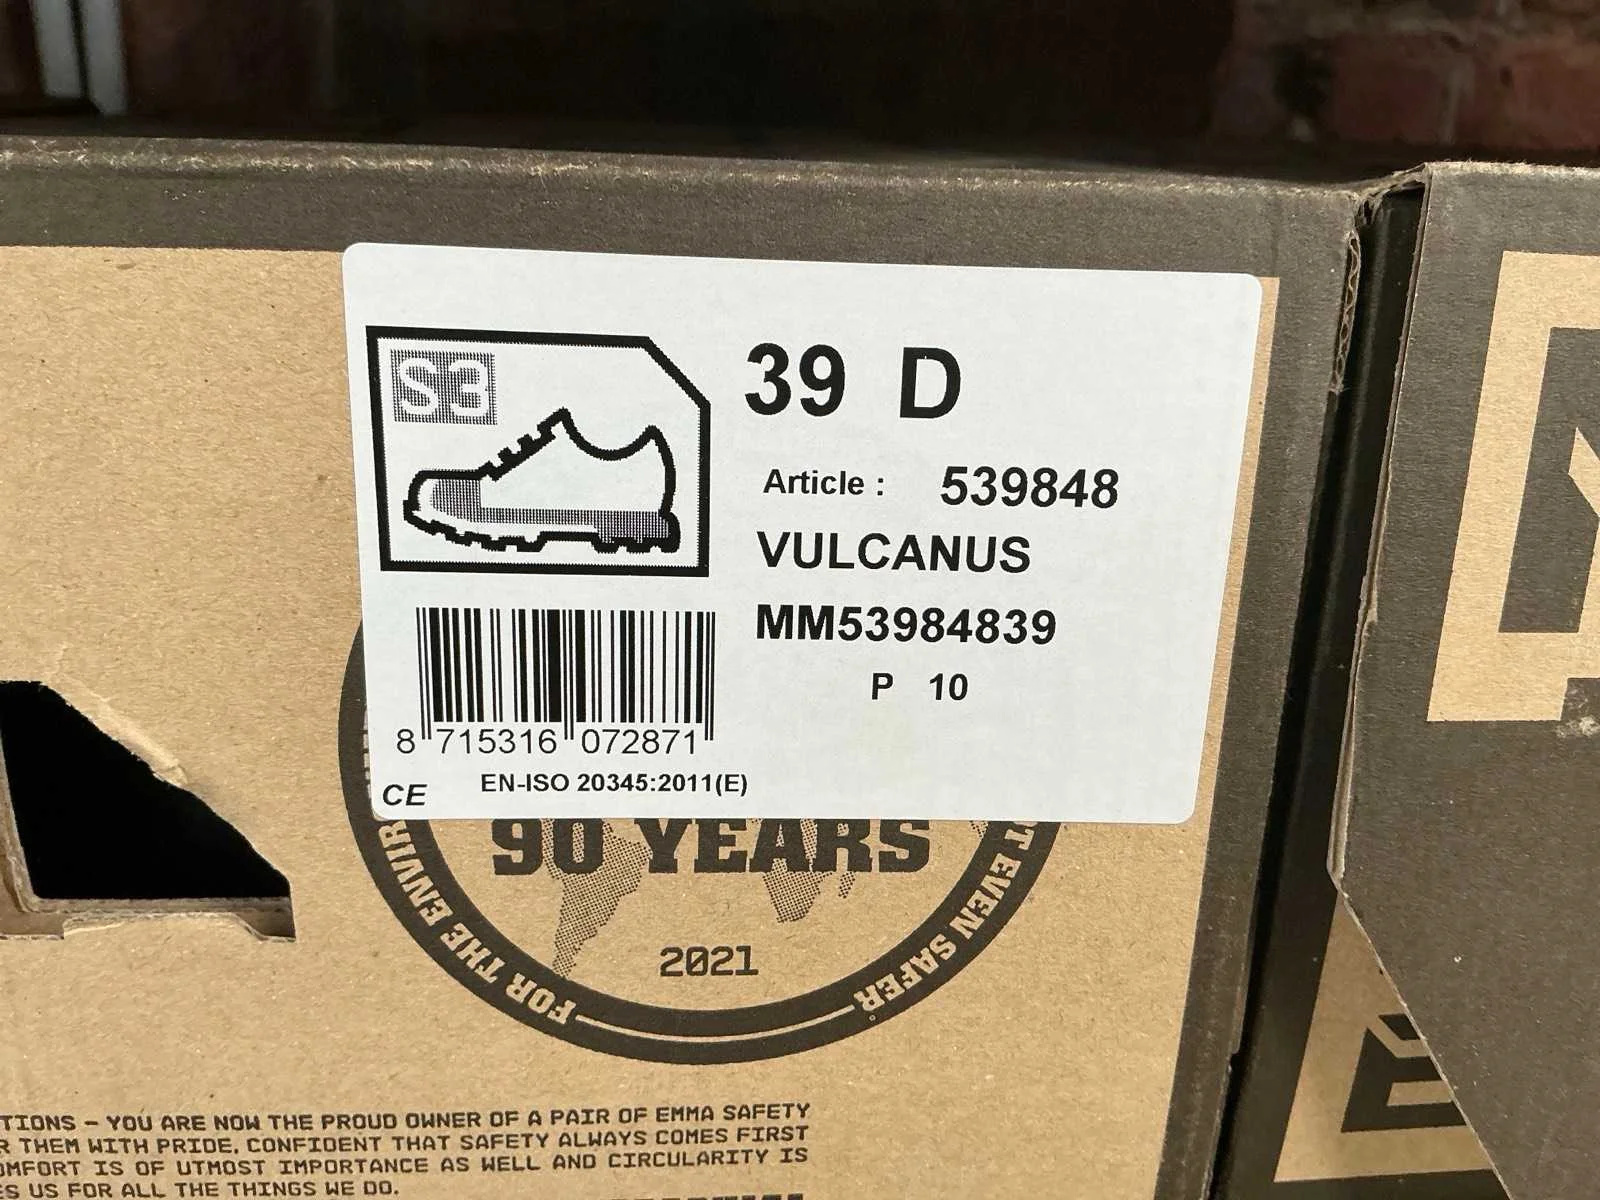 S3
39 D
Article : 539848
VULCANUS
MM53984839
P 10
8 715316 072871
CE EN-ISO 20345:2011(E)
90 YEARS
2021
FOR THE
EVEN SAFER
- YOU ARE NOW THE PROUD OWNER OF A PAIR OF EMMA SAFETY
THEM WITH PRIDE, CONFIDENT THAT SAFETY ALWAYS COMES FIRST
IS OF UTMOST IMPORTANCE AS WELL AND CIRCULARITY IS
US FOR ALL THE THINGS WE DO.